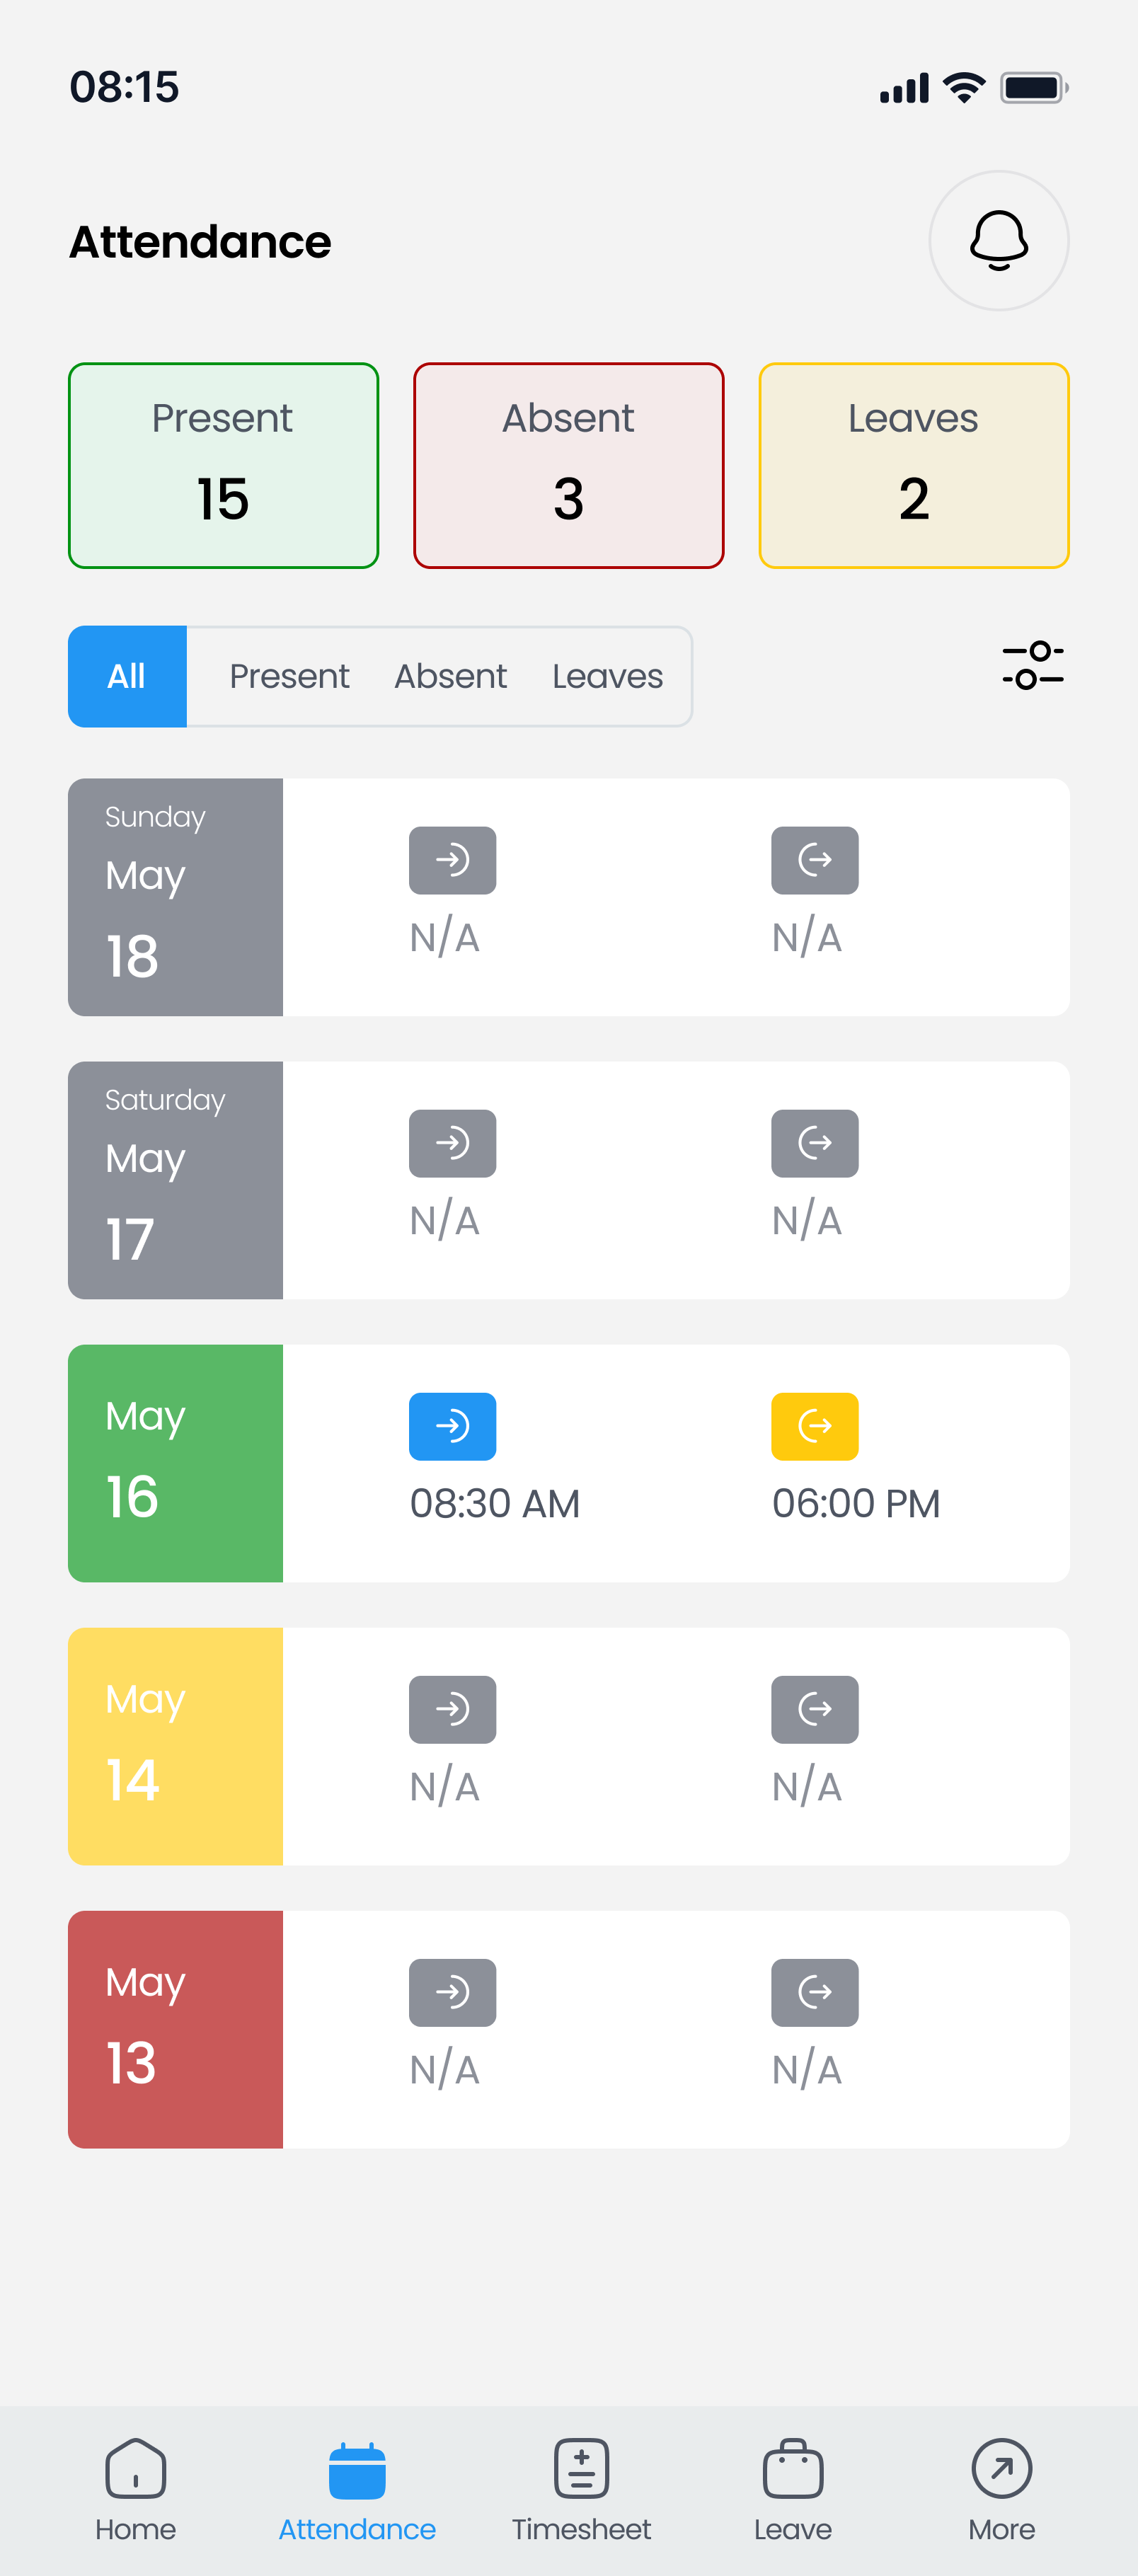 08:15
Attendance
Present Absent Leaves
15 3 2
All Present Absent Leaves
Sunday
May
18
N/A N/A
Saturday
May
17
N/A N/A
May
16
08:30 AM 06:00 PM
May
14
N/A N/A
May
13
N/A N/A
Home Attendance Timesheet Leave More